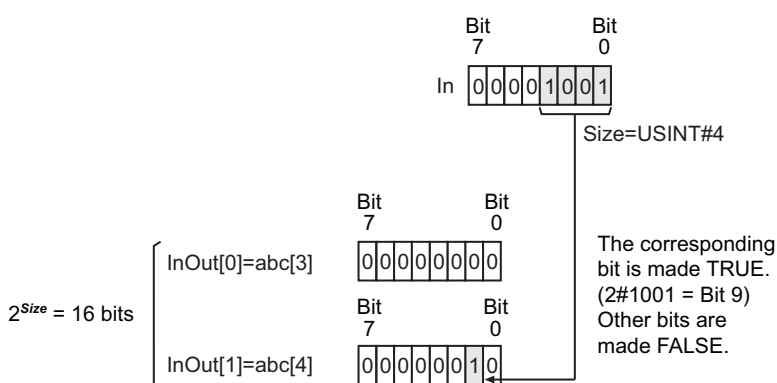 Bit Bit
7 0
In 0 0 0 0 1 0 0 1
Size=USINT#4
Bit Bit
7 0
InOut[0]=abc[3] 0 0 0 0 0 0 0 0
The corresponding
bit is made TRUE.
(2#1001 = Bit 9)
Other bits are
made FALSE.
2^Size = 16 bits
Bit Bit
7 0
InOut[1]=abc[4] 0 0 0 0 0 0 1 0